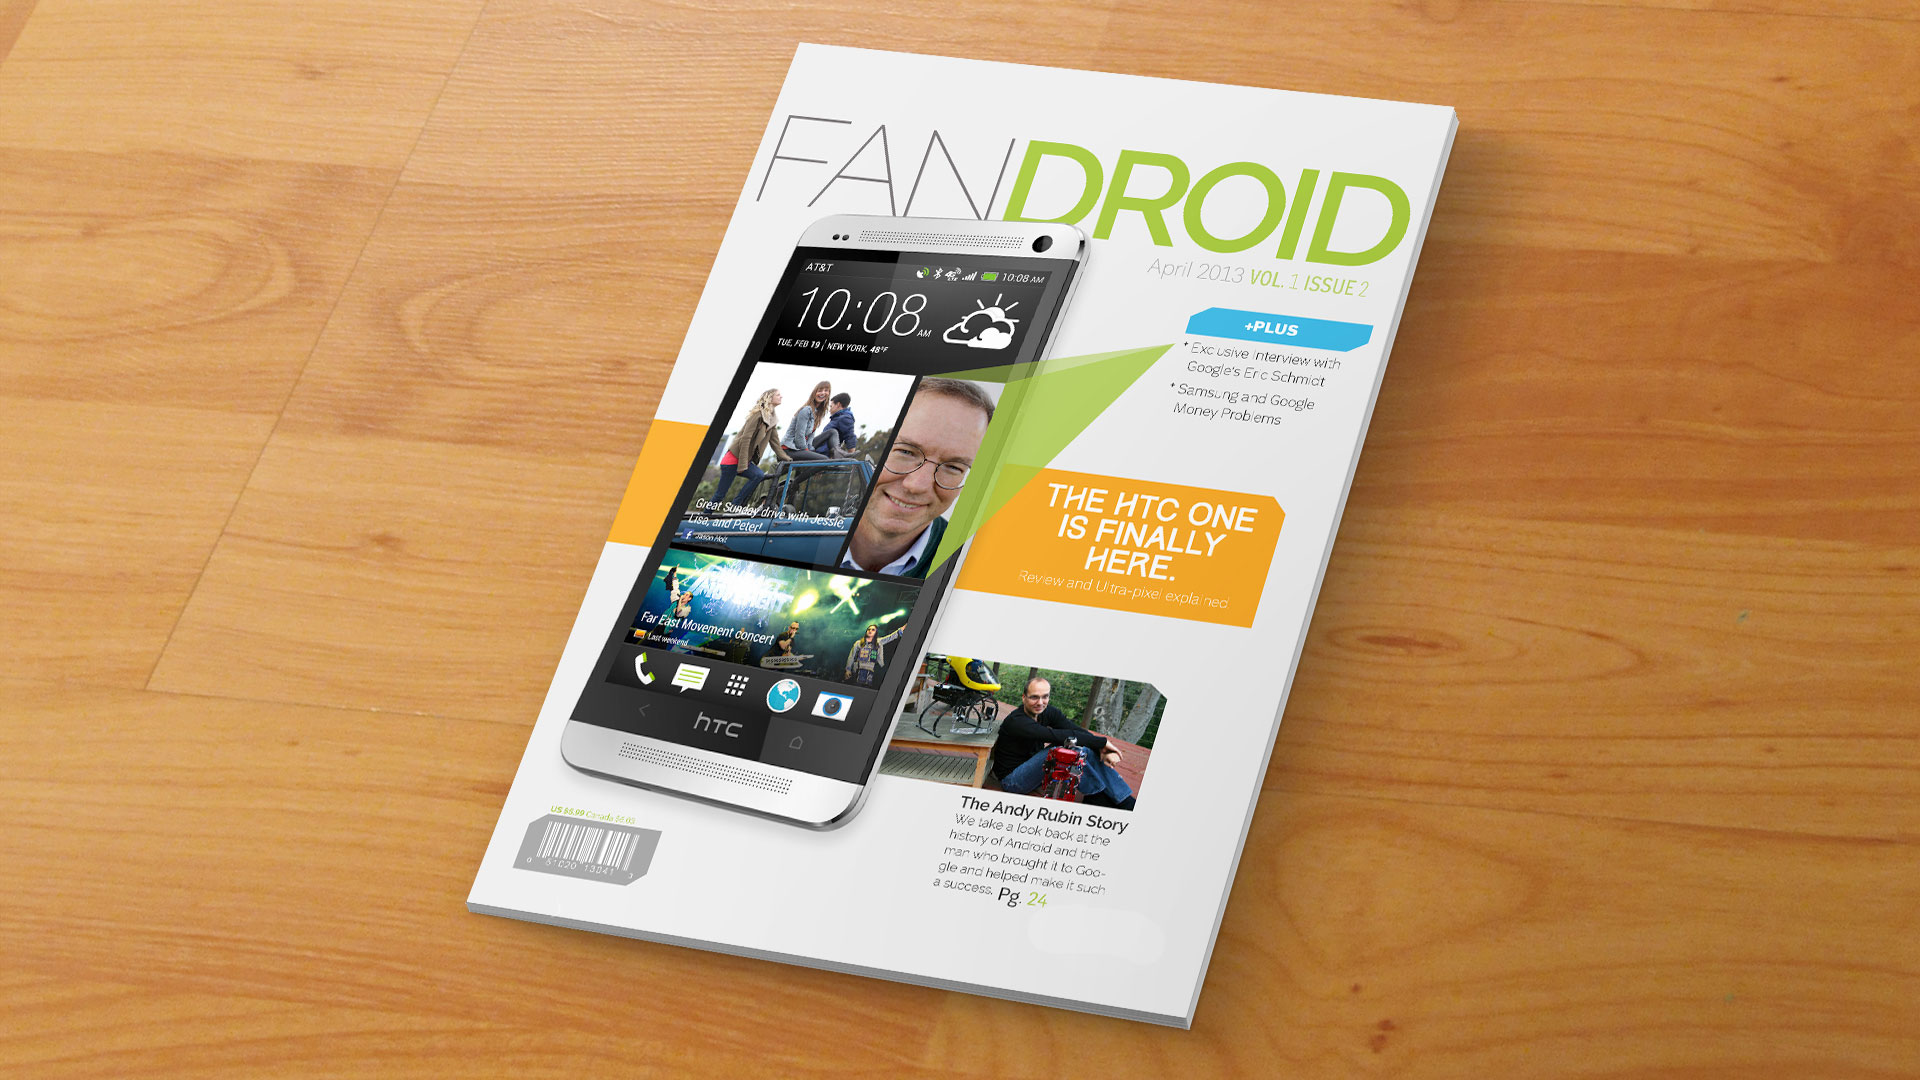 FANDROID
April 2013 VOL. 1 ISSUE 2
+PLUS
* Exclusive Interview with
Google's Eric Schmidt
* Samsung and Google
Money Problems
AT&T
4G
10:08 AM
10:08 AM
TUE, FEB 19 | NEW YORK, 48°F
Great Sunday drive with Jessie,
Lisa, and Peter!
Jason Holt
Far East Movement concert
Last weekend
hTC
THE HTC ONE
IS FINALLY
HERE.
Review and Ultra-pixel explained
The Andy Rubin Story
We take a look back at the
history of Android and the
man who brought it to Goo-
gle and helped make it such
a success. Pg. 24
US $5.99 Canada
0 51020 13041 3